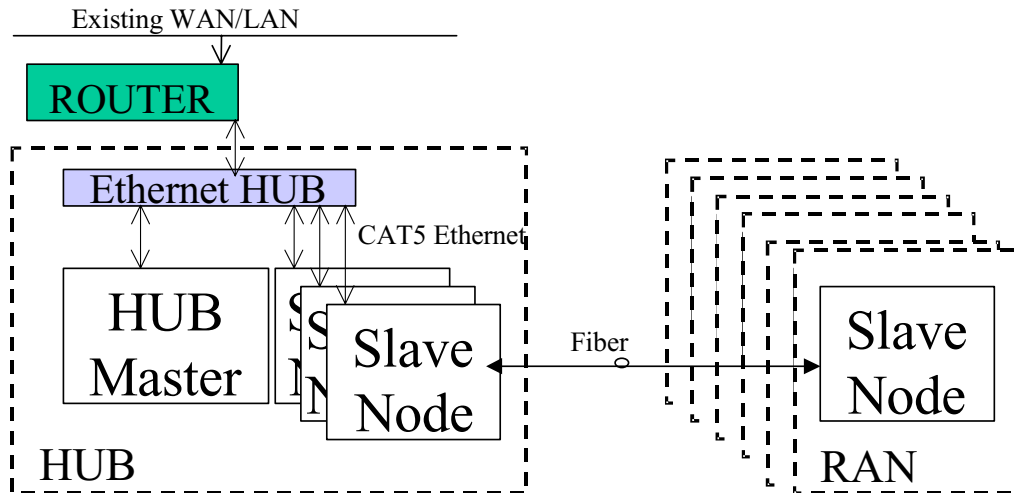 Existing WAN/LAN
ROUTER
Ethernet HUB
CAT5 Ethernet
HUB
Master
S
N
S
N
Slave
Node
Fiber
Slave
Node
HUB
RAN